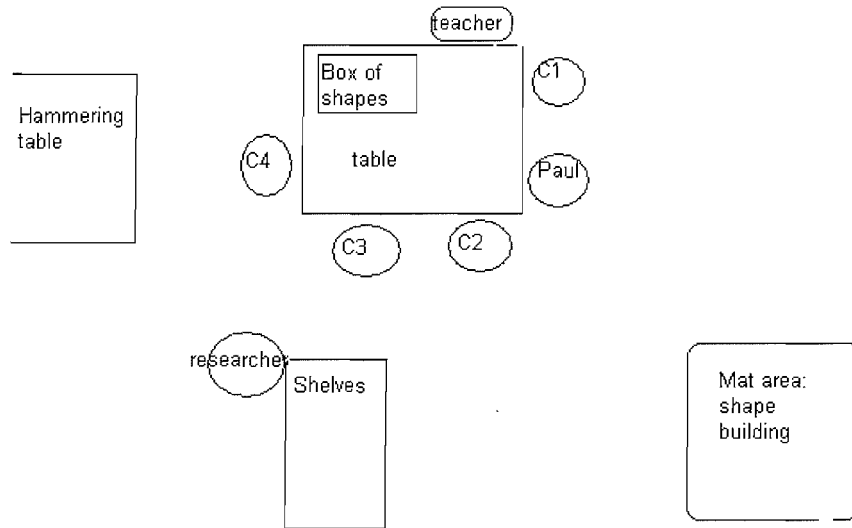 teacher
Box of
shapes
C1
Hammering
table
C4
table
Paul
C3
C2
researcher
Shelves
Mat area:
shape
building